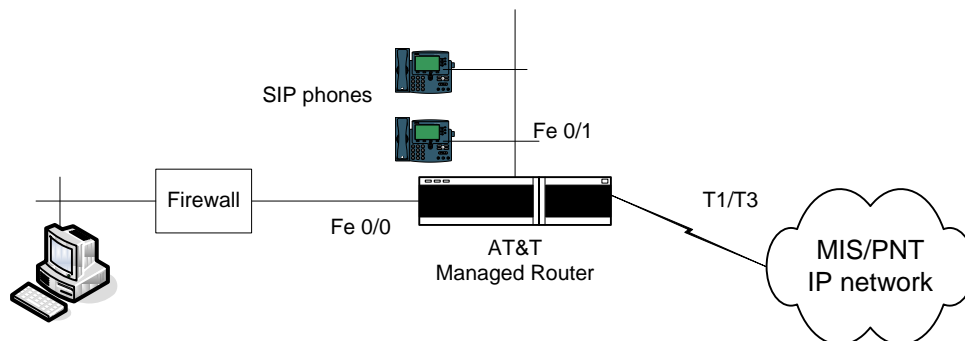 SIP phones
Fe 0/1
Firewall
Fe 0/0
T1/T3
AT&T
Managed Router
MIS/PNT
IP network